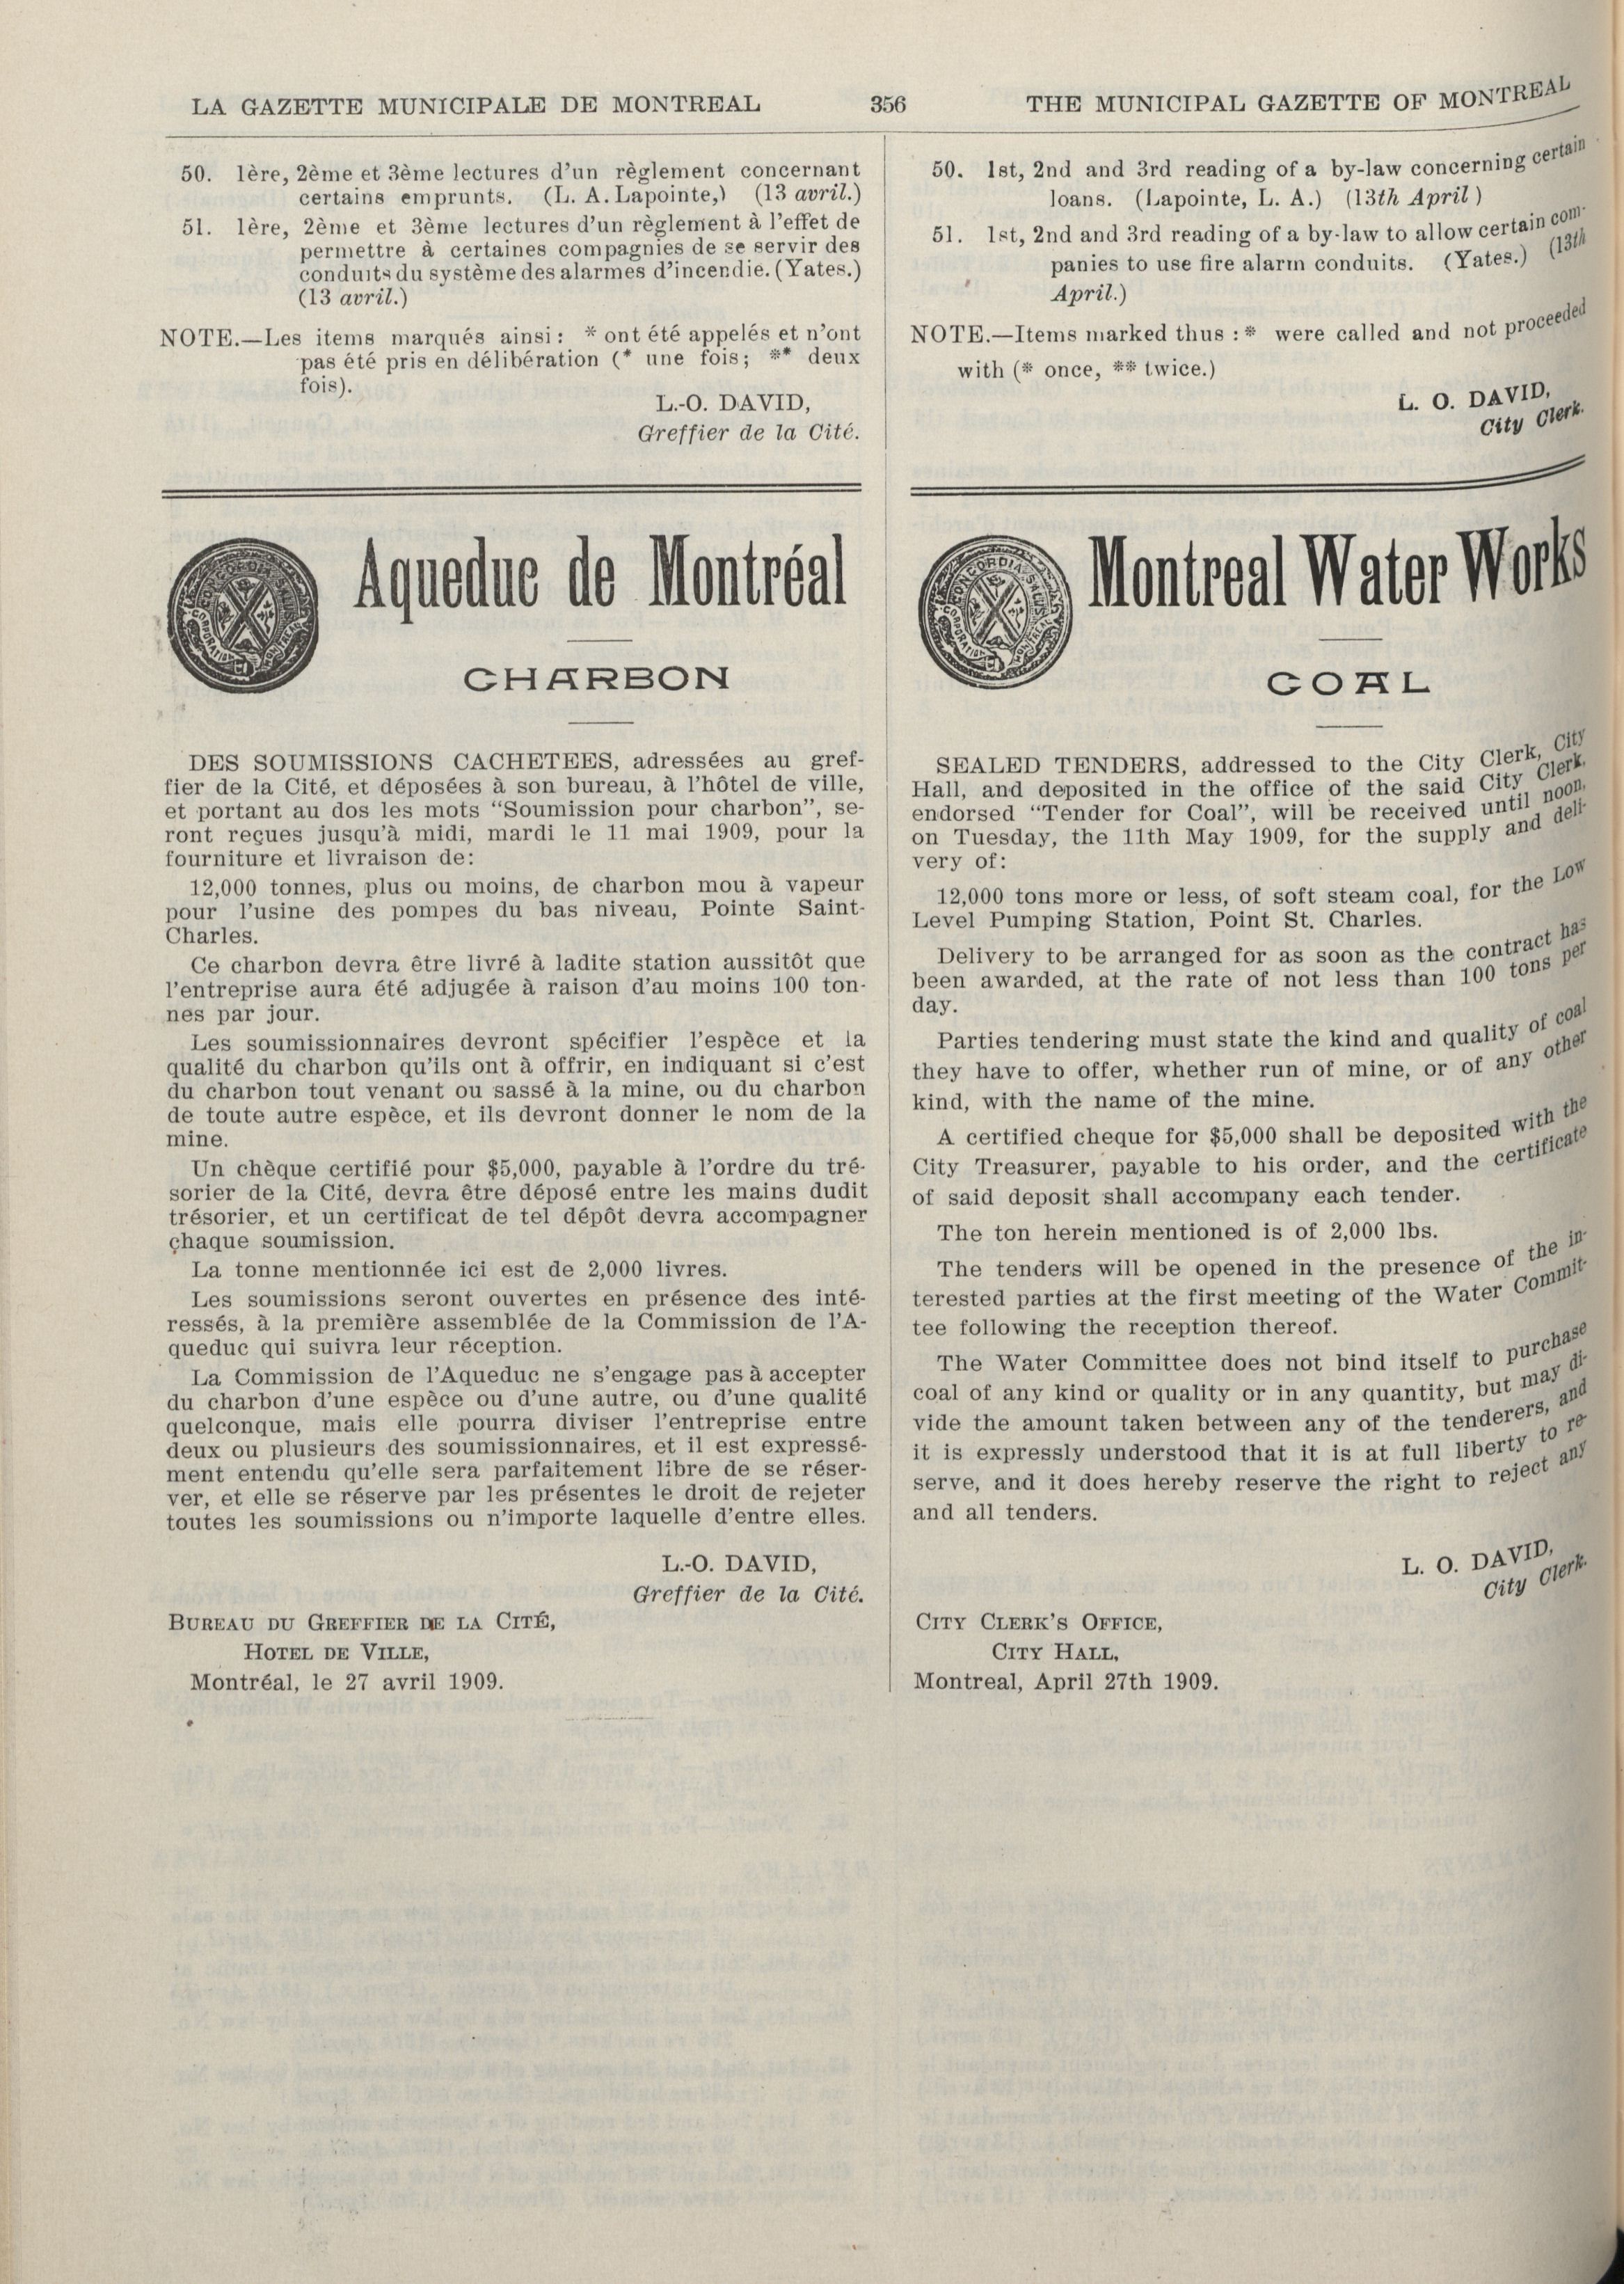 LA GAZETTE MUNICIPALE DE MONTREAL 356 THE MUNICIPAL GAZETTE OF MONTREAL
50. 1ère, 2ème et 3ème lectures d'un règlement concernant
certains emprunts. (L. A. Lapointe,) (13 avril.)
51. 1ère, 2ème et 3ème lectures d'un règlement à l'effet de
permettre à certaines compagnies de se servir des
conduits du système des alarmes d'incendie. (Yates.)
(13 avril.)
NOTE.—Les items marqués ainsi: * ont été appelés et n'ont
pas été pris en délibération (* une fois; ** deux
fois).
L.-O. DAVID,
Greffier de la Cité.
Aqueduc de Montréal
CHARBON
DES SOUMISSIONS CACHETEES, adressées au gref-
fier de la Cité, et déposées à son bureau, à l'hôtel de ville,
et portant au dos les mots "Soumission pour charbon", se-
ront reçues jusqu'à midi, mardi le 11 mai 1909, pour la
fourniture et livraison de:
12,000 tonnes, plus ou moins, de charbon mou à vapeur
pour l'usine des pompes du bas niveau, Pointe Saint-
Charles.
Ce charbon devra être livré à ladite station aussitôt que
l'entreprise aura été adjugée à raison d'au moins 100 ton-
nes par jour.
Les soumissionnaires devront spécifier l'espèce et la
qualité du charbon qu'ils ont à offrir, en indiquant si c'est
du charbon tout venant ou sassé à la mine, ou du charbon
de toute autre espèce, et ils devront donner le nom de la
mine.
Un chèque certifié pour $5,000, payable à l'ordre du tré-
sorier de la Cité, devra être déposé entre les mains dudit
trésorier, et un certificat de tel dépôt devra accompagner
chaque soumission.
La tonne mentionnée ici est de 2,000 livres.
Les soumissions seront ouvertes en présence des inté-
ressés, à la première assemblée de la Commission de l'A-
queduc qui suivra leur réception.
La Commission de l'Aqueduc ne s'engage pas à accepter
du charbon d'une espèce ou d'une autre, ou d'une qualité
quelconque, mais elle pourra diviser l'entreprise entre
deux ou plusieurs des soumissionnaires, et il est expressé-
ment entendu qu'elle sera parfaitement libre de se réser-
ver, et elle se réserve par les présentes le droit de rejeter
toutes les soumissions ou n'importe laquelle d'entre elles.
L.-O. DAVID,
Greffier de la Cité.
BUREAU DU GREFFIER DE LA CITÉ,
HOTEL DE VILLE,
Montréal, le 27 avril 1909.
50. 1st, 2nd and 3rd reading of a by-law concerning certain
loans. (Lapointe, L. A.) (13th April)
51. 1st, 2nd and 3rd reading of a by-law to allow certain com-
panies to use fire alarm conduits. (Yates.) (13th
April.)
NOTE.—Items marked thus :* were called and not proceeded
with (* once, ** twice.)
L. O. DAVID,
City Clerk.
CONCORDIA SALUS
Montreal Water Works
COAL
SEALED TENDERS, addressed to the City Clerk, City
Hall, and deposited in the office of the said City Clerk,
endorsed "Tender for Coal", will be received until noon,
on Tuesday, the 11th May 1909, for the supply and deli-
very of:
12,000 tons more or less, of soft steam coal, for the Low
Level Pumping Station, Point St. Charles.
Delivery to be arranged for as soon as the contract has
been awarded, at the rate of not less than 100 tons per
day.
Parties tendering must state the kind and quality of coal
they have to offer, whether run of mine, or of any other
kind, with the name of the mine.
A certified cheque for $5,000 shall be deposited with the
City Treasurer, payable to his order, and the certificate
of said deposit shall accompany each tender.
The ton herein mentioned is of 2,000 lbs.
The tenders will be opened in the presence of the in-
terested parties at the first meeting of the Water Commit-
tee following the reception thereof.
The Water Committee does not bind itself to purchase
coal of any kind or quality or in any quantity, but may di-
vide the amount taken between any of the tenderers, and
it is expressly understood that it is at full liberty to re-
serve, and it does hereby reserve the right to reject any
and all tenders.
L. O. DAVID,
City Clerk.
CITY CLERK'S OFFICE,
CITY HALL,
Montreal, April 27th 1909.